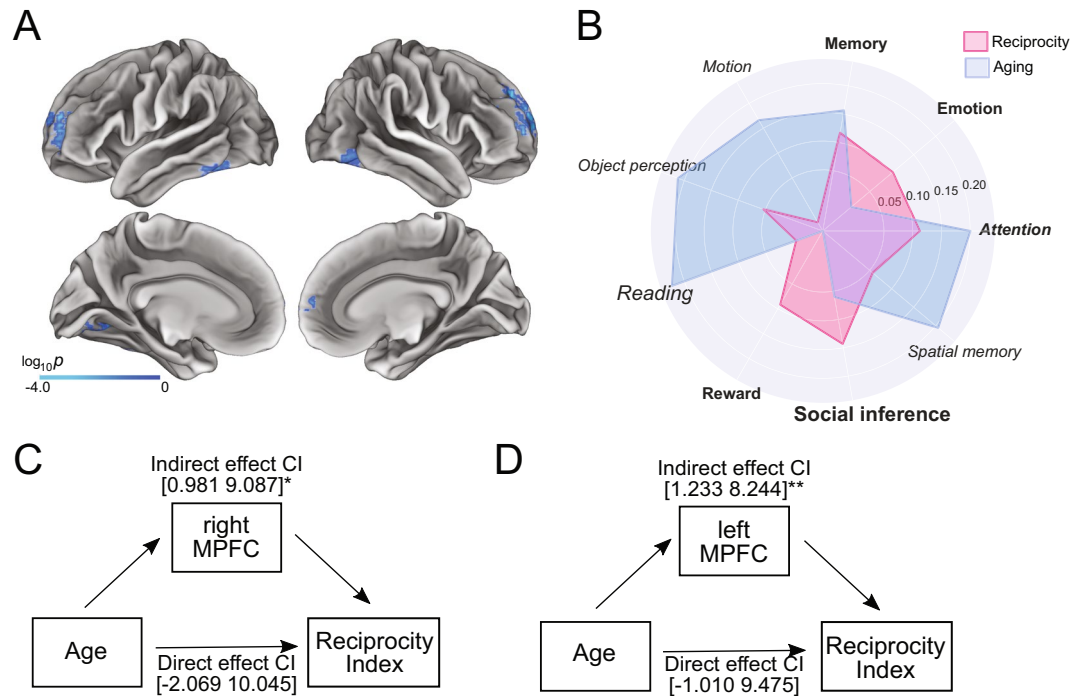 A
log10p
-4.0 0
B
Reciprocity
Aging
Memory
Motion
Emotion
Object perception
0.05 0.10 0.15 0.20
Attention
Reading
Spatial memory
Reward
Social inference
C
Indirect effect CI
[0.981 9.087]*
right
MPFC
Age
Reciprocity
Index
Direct effect CI
[-2.069 10.045]
D
Indirect effect CI
[1.233 8.244]**
left
MPFC
Age
Reciprocity
Index
Direct effect CI
[-1.010 9.475]